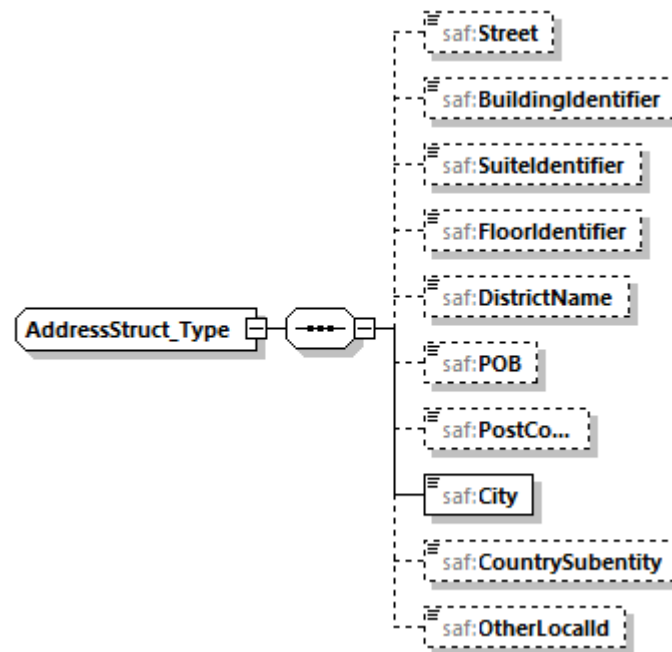 saf:Street
saf:BuildingIdentifier
saf:SuiteIdentifier
saf:FloorIdentifier
saf:DistrictName
AddressStruct_Type
saf:POB
saf:PostCo...
saf:City
saf:CountrySubentity
saf:OtherLocalId